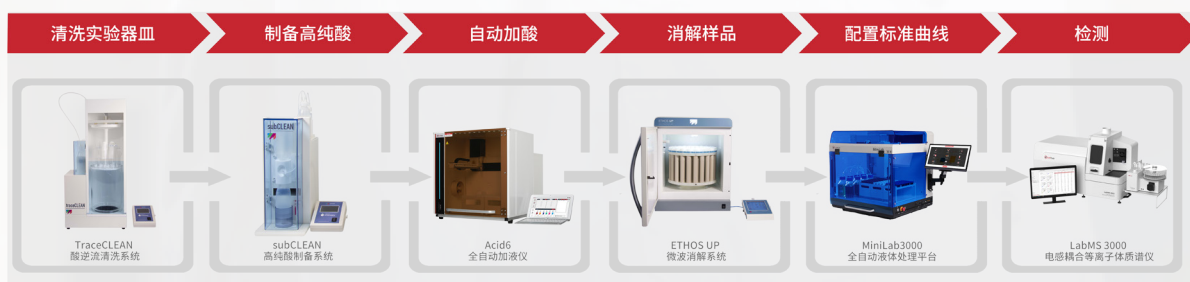 清洗实验器皿
制备高纯酸
自动加酸
消解样品
配置标准曲线
检测
traceCLEAN
TraceCLEAN
酸逆流清洗系统
subCLEAN
subCLEAN
高纯酸制备系统
Acid6
全自动加液仪
ETHOS UP
微波消解系统
MiniLab3000
全自动液体处理平台
LabMS 3000
电感耦合等离子体质谱仪